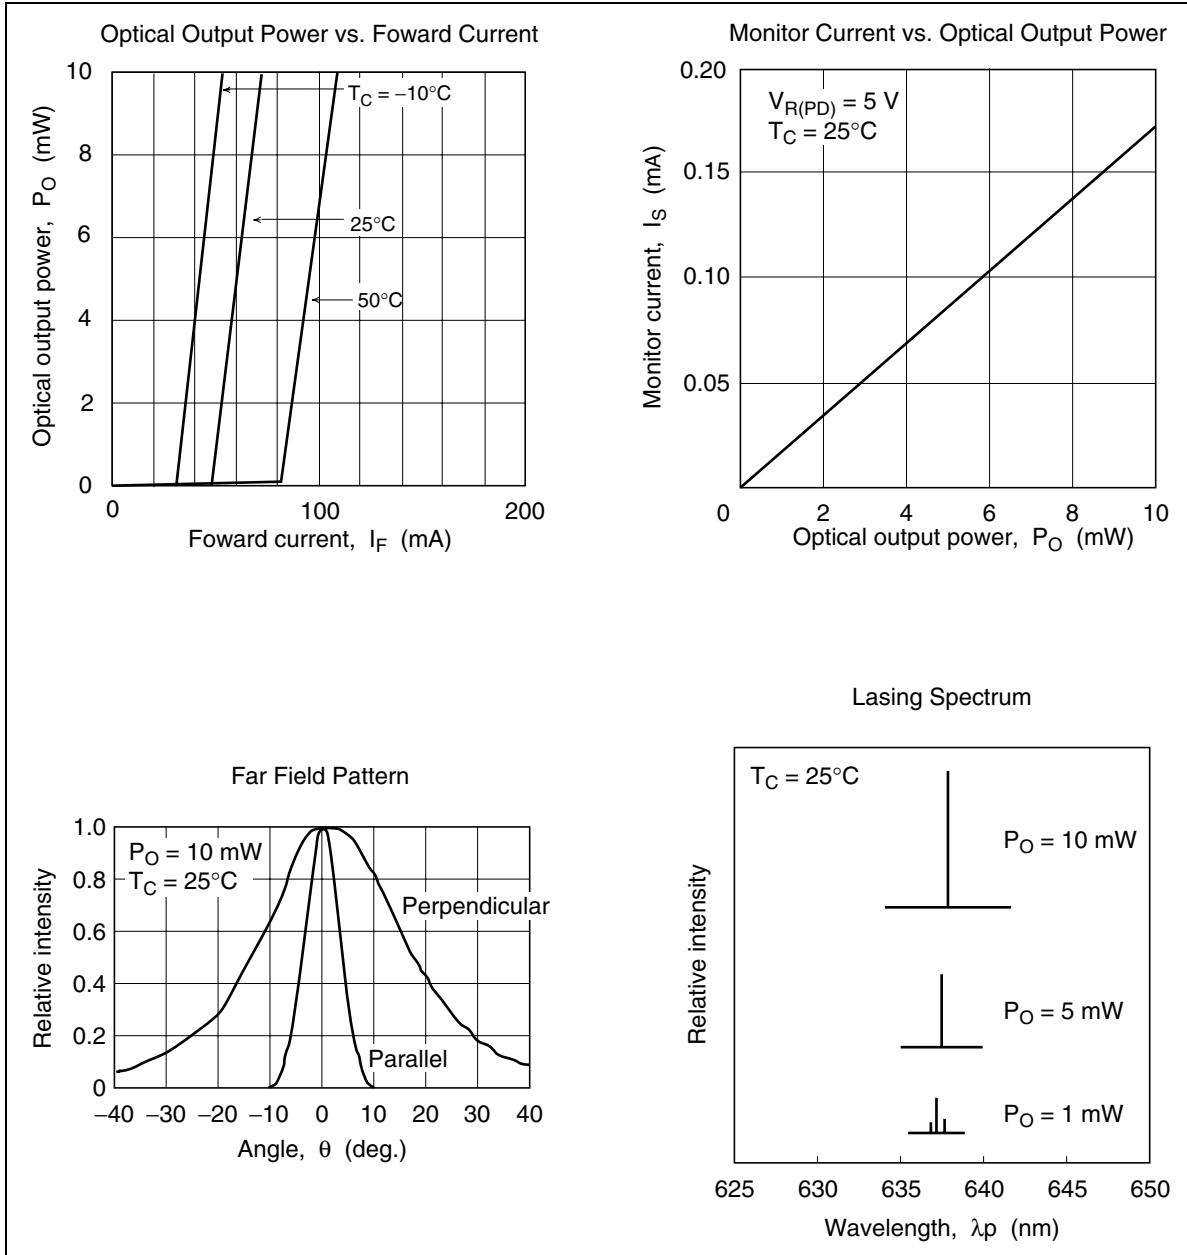 Optical Output Power vs. Foward Current
10
8
6
4
2
0
Optical output power, PO (mW)
TC = –10°C
25°C
50°C
0 100 200
Foward current, IF (mA)
Monitor Current vs. Optical Output Power
0.20
0.15
0.10
0.05
Monitor current, IS (mA)
VR(PD) = 5 V
TC = 25°C
0 2 4 6 8 10
Optical output power, PO (mW)
Far Field Pattern
1.0
0.8
0.6
0.4
0.2
0
Relative intensity
PO = 10 mW
TC = 25°C
Perpendicular
Parallel
–40 –30 –20 –10 0 10 20 30 40
Angle, θ (deg.)
Lasing Spectrum
Relative intensity
TC = 25°C
PO = 10 mW
PO = 5 mW
PO = 1 mW
625 630 635 640 645 650
Wavelength, λp (nm)